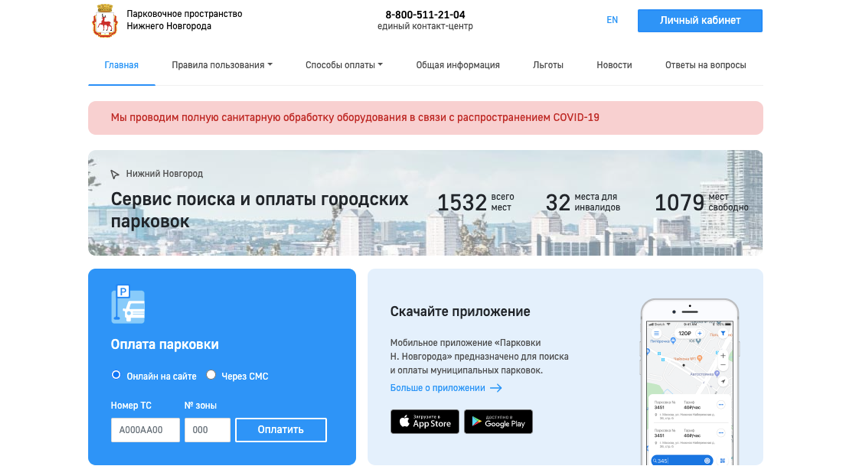 Парковочное пространство
Нижнего Новгорода
8-800-511-21-04
единый контакт-центр
EN
Личный кабинет
Главная
Правила пользования
Способы оплаты
Общая информация
Льготы
Новости
Ответы на вопросы
Мы проводим полную санитарную обработку оборудования в связи с распространением COVID-19
Нижний Новгород
Сервис поиска и оплаты городских
парковок
1532 всего
мест
32 места для
инвалидов
1079 мест
свободно
P
Оплата парковки
Онлайн на сайте
Через СМС
Номер ТС
№ зоны
А000АА00
000
Оплатить
Скачайте приложение
Мобильное приложение «Парковки
Н. Новгорода» предназначено для поиска
и оплаты муниципальных парковок.
Больше о приложении
Загрузите в
App Store
ДОСТУПНО В
Google Play
120₽